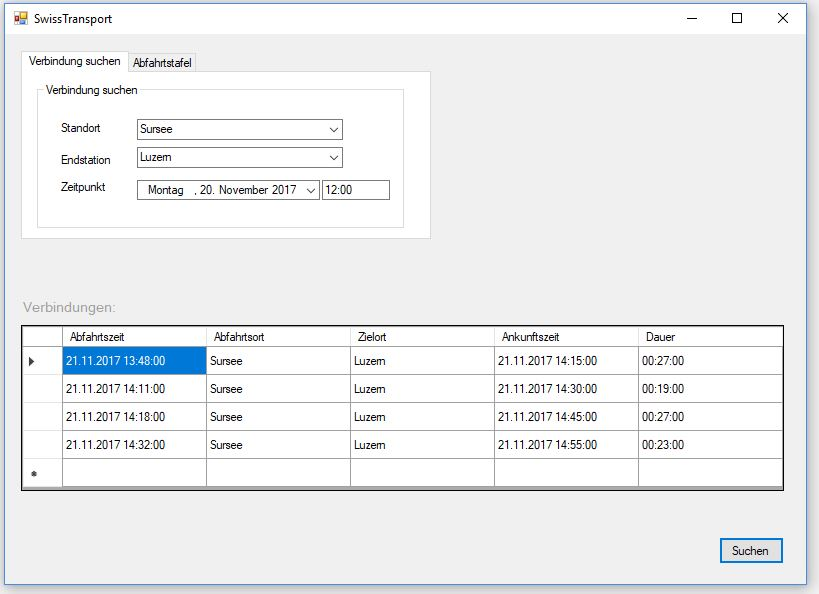 SwissTransport
Verbindung suchen Abfahrtstafel
Verbindung suchen
Standort Sursee
Endstation Luzern
Zeitpunkt Montag , 20. November 2017 12:00
Verbindungen:
Abfahrtszeit Abfahrtsort Zielort Ankunftszeit Dauer
21.11.2017 13:48:00 Sursee Luzern 21.11.2017 14:15:00 00:27:00
21.11.2017 14:11:00 Sursee Luzern 21.11.2017 14:30:00 00:19:00
21.11.2017 14:18:00 Sursee Luzern 21.11.2017 14:45:00 00:27:00
21.11.2017 14:32:00 Sursee Luzern 21.11.2017 14:55:00 00:23:00
Suchen